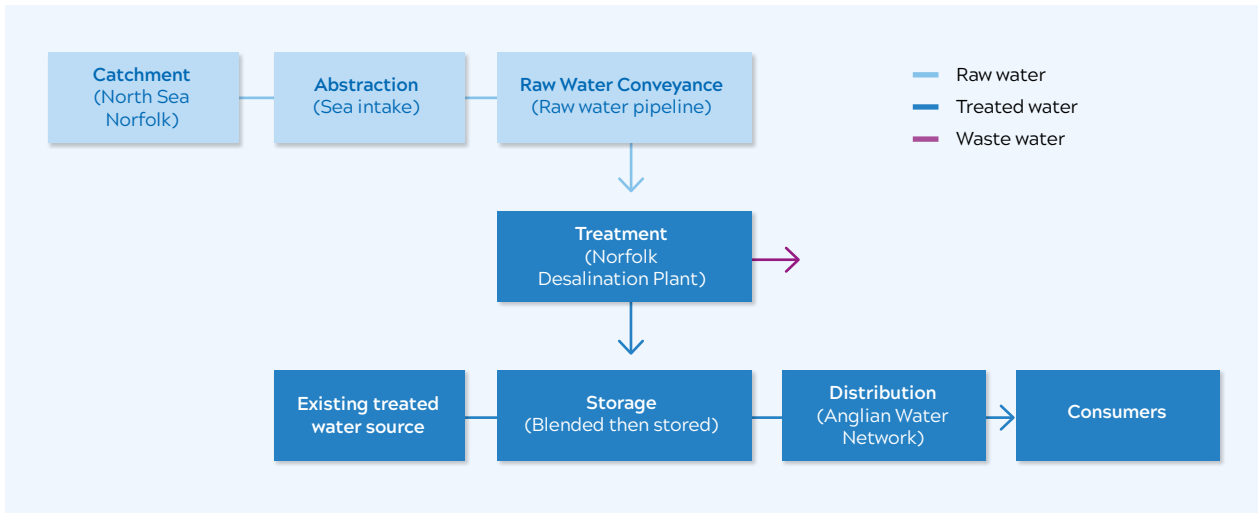 Catchment
(North Sea
Norfolk)
Abstraction
(Sea intake)
Raw Water Conveyance
(Raw water pipeline)
Raw water
Treated water
Waste water
Treatment
(Norfolk
Desalination Plant)
Existing treated
water source
Storage
(Blended then stored)
Distribution
(Anglian Water
Network)
Consumers